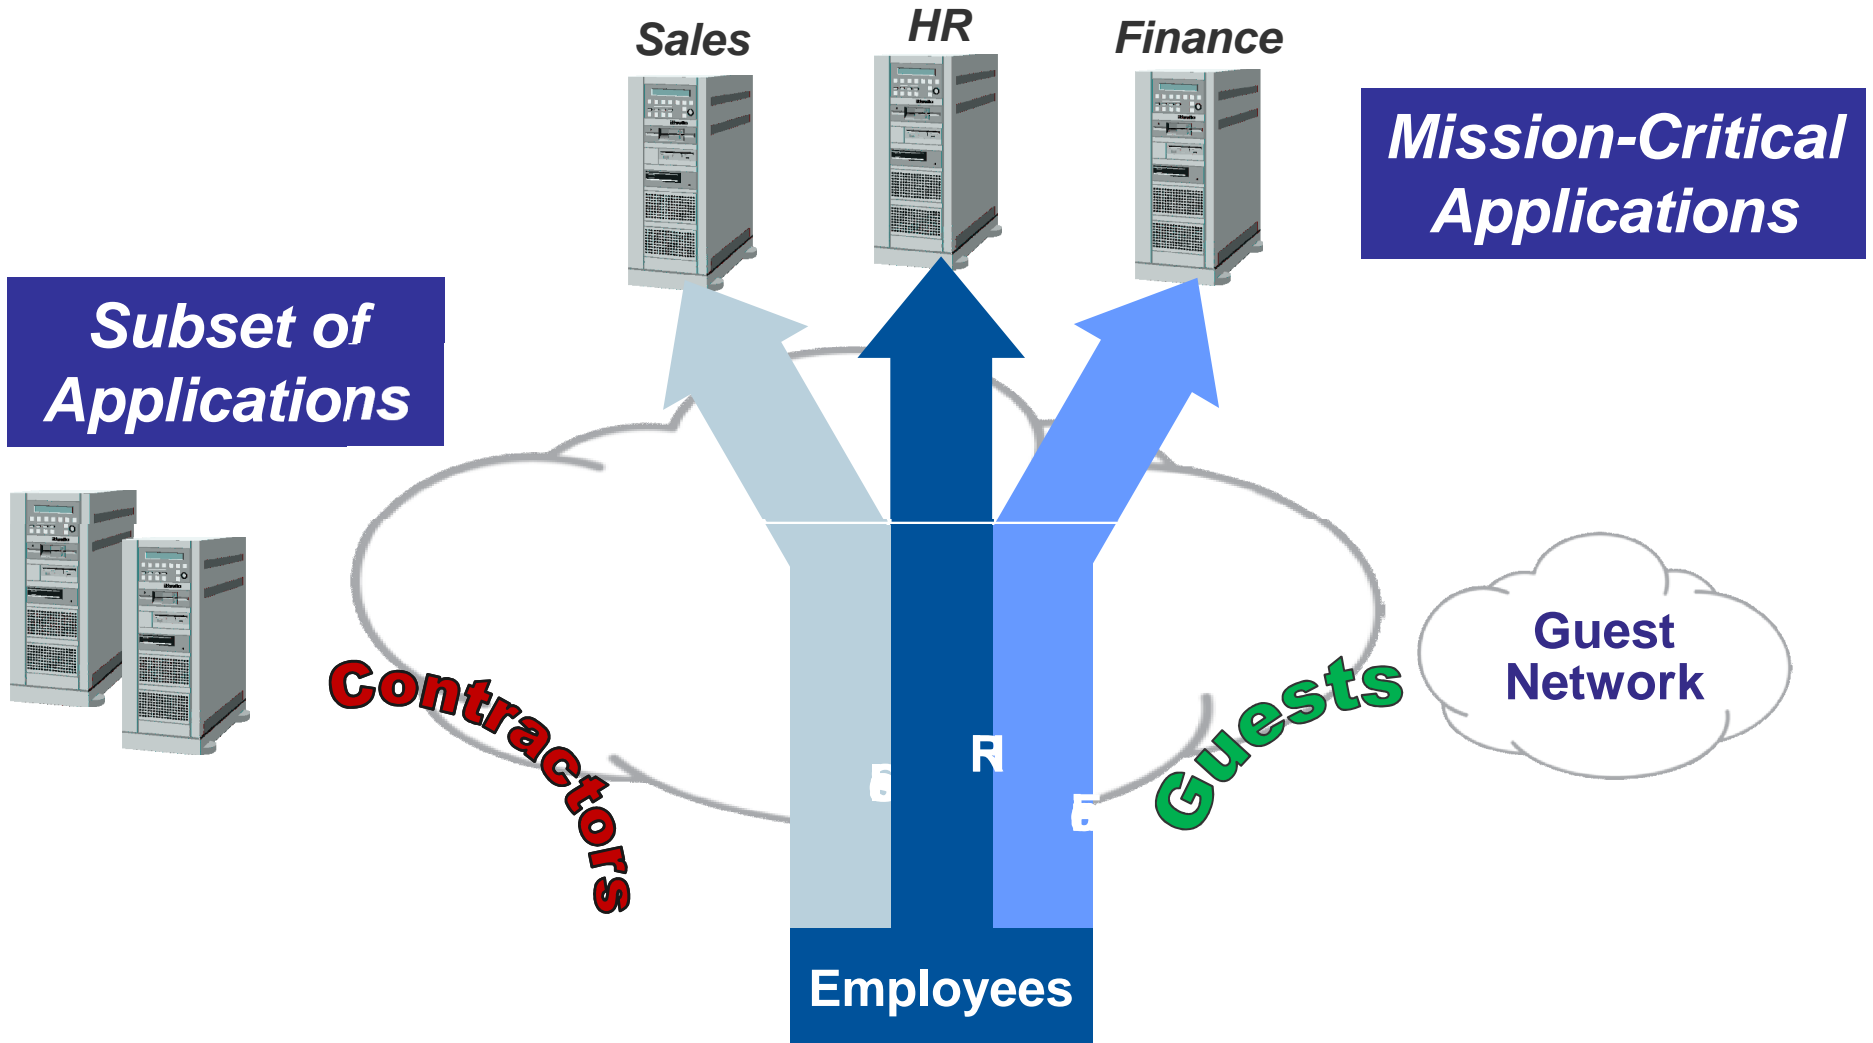 Sales
HR
Finance
Mission-Critical
Applications
Subset of
Applications
Guest
Network
Contractors
Guests
R
E
Employees